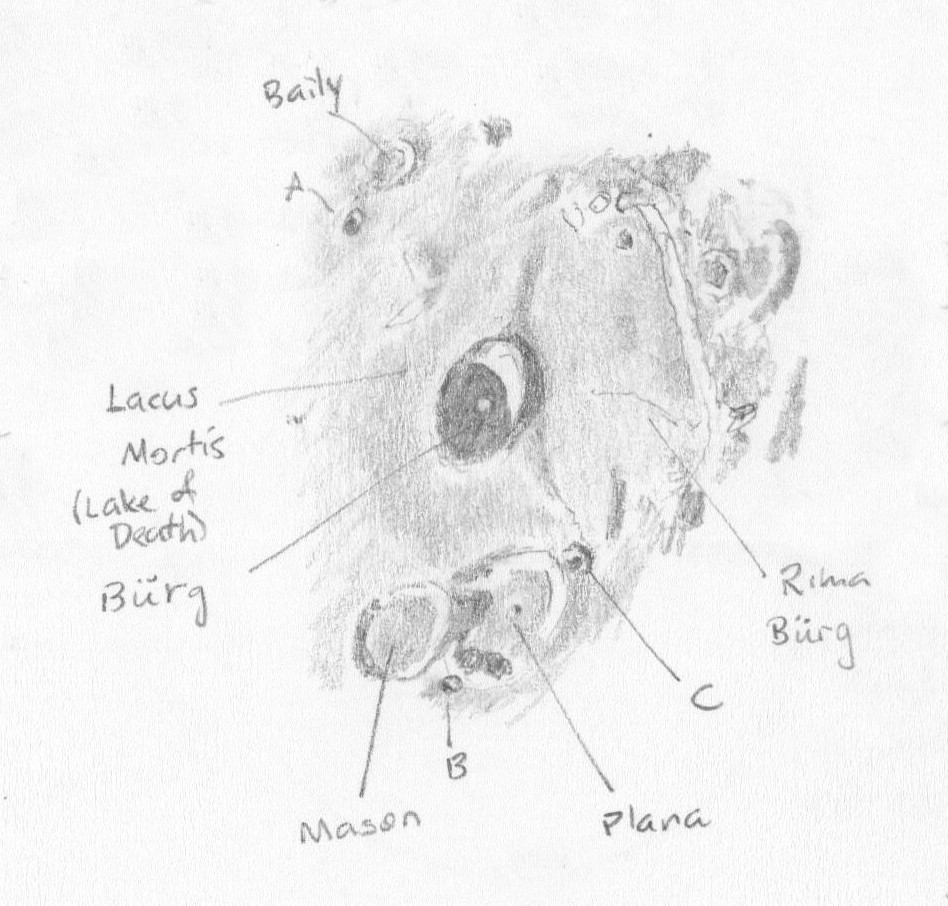 Baily
A
Lacus
Mortis
(Lake of
Death)
Bürg
Rima
Bürg
C
B
Mason
Plana